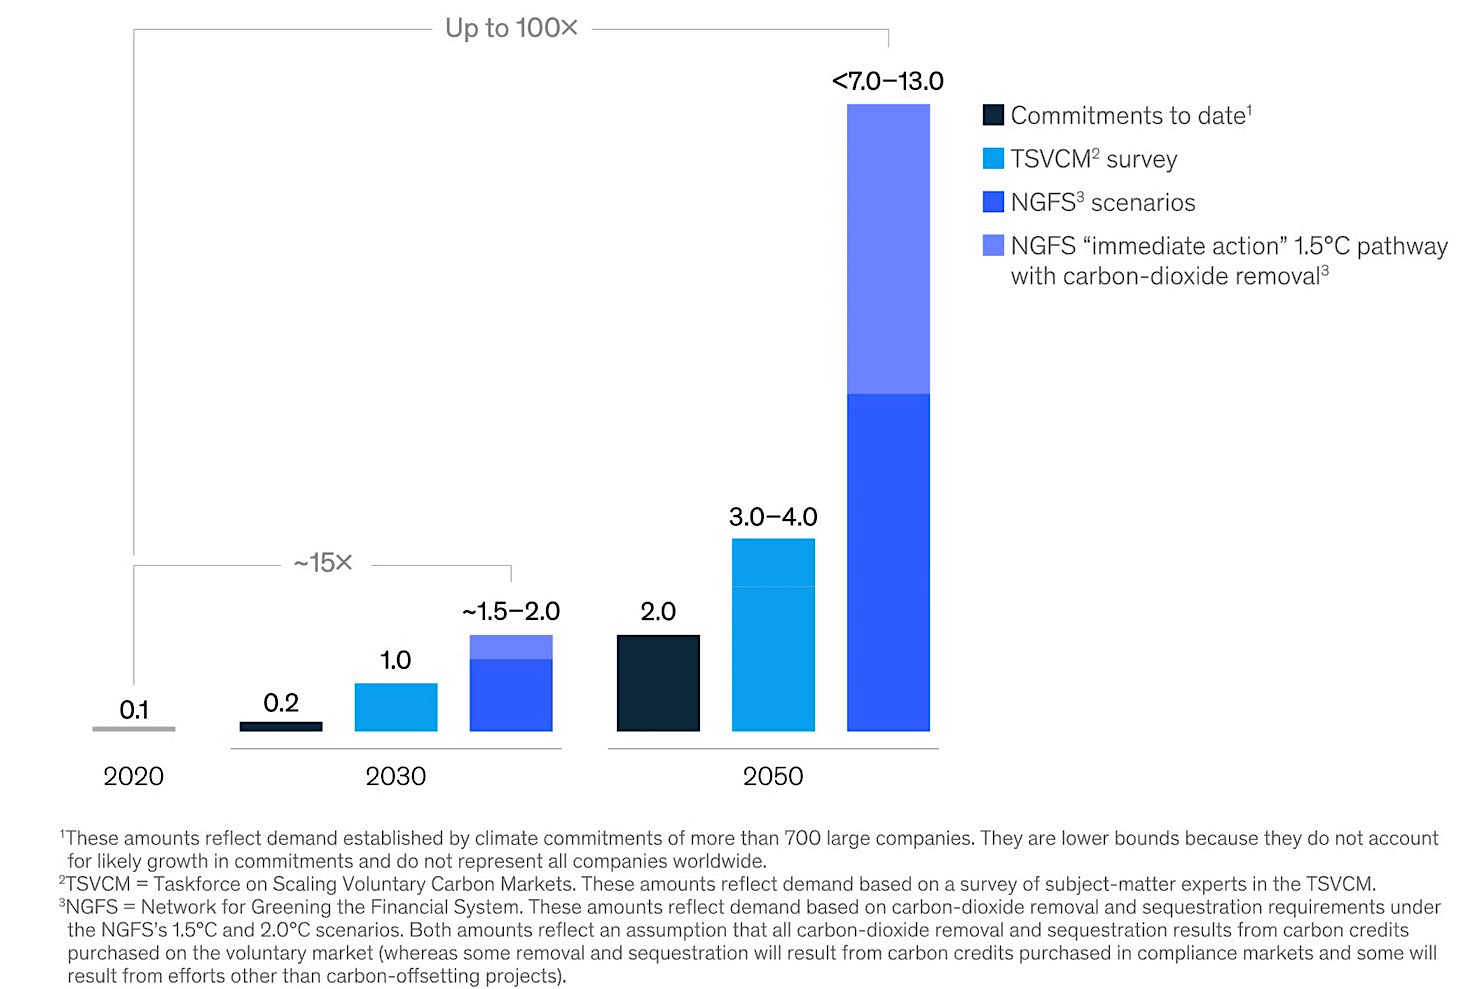 Up to 100×
<7.0–13.0
Commitments to date¹
TSVCM² survey
NGFS³ scenarios
NGFS “immediate action” 1.5°C pathway
with carbon-dioxide removal³
3.0–4.0
~15×
~1.5–2.0
2.0
1.0
0.2
0.1
2020
2030
2050
¹These amounts reflect demand established by climate commitments of more than 700 large companies. They are lower bounds because they do not account
for likely growth in commitments and do not represent all companies worldwide.
²TSVCM = Taskforce on Scaling Voluntary Carbon Markets. These amounts reflect demand based on a survey of subject-matter experts in the TSVCM.
³NGFS = Network for Greening the Financial System. These amounts reflect demand based on carbon-dioxide removal and sequestration requirements under
the NGFS’s 1.5°C and 2.0°C scenarios. Both amounts reflect an assumption that all carbon-dioxide removal and sequestration results from carbon credits
purchased on the voluntary market (whereas some removal and sequestration will result from carbon credits purchased in compliance markets and some will
result from efforts other than carbon-offsetting projects).